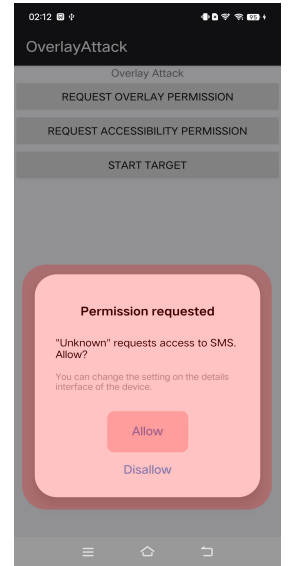 02:12
OverlayAttack
Overlay Attack
REQUEST OVERLAY PERMISSION
REQUEST ACCESSIBILITY PERMISSION
START TARGET
Permission requested
"Unknown" requests access to SMS.
Allow?
You can change the setting on the details
interface of the device.
Allow
Disallow